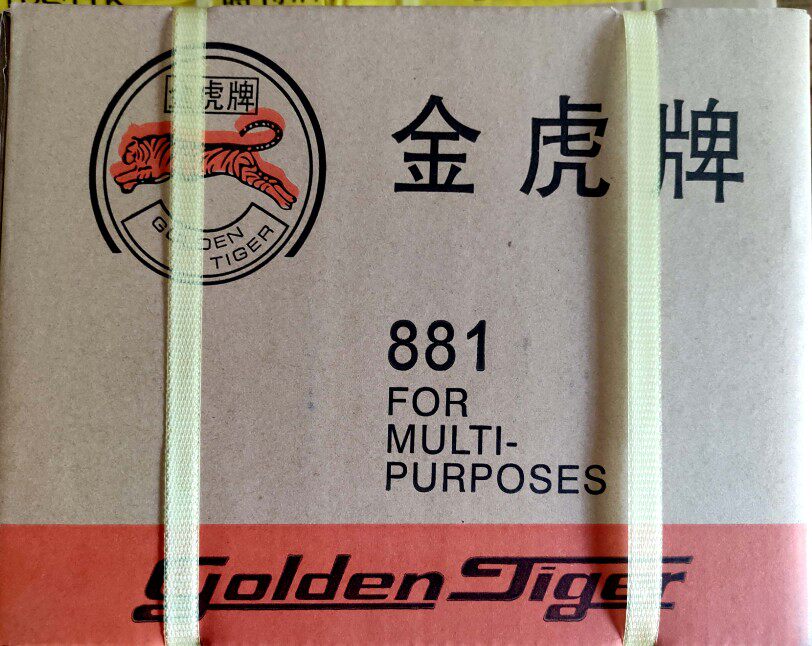 金虎牌
GOLDEN
TIGER
金虎牌
881
FOR
MULTI-
PURPOSES
Golden Tiger